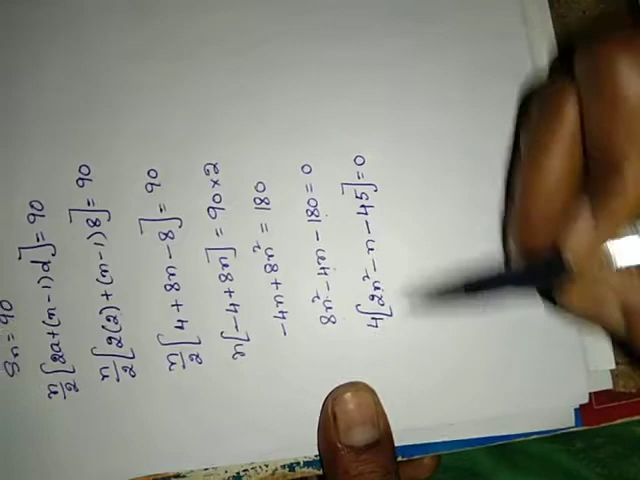 Sn = 90
n/2[2a+(n-1)d] = 90
n/2[2(2)+(n-1)8] = 90
n/2[4+8n-8] = 90
n[-4+8n] = 90×2
-4n+8n² = 180
8n²-4n-180=0
4[2n²-n-45]=0